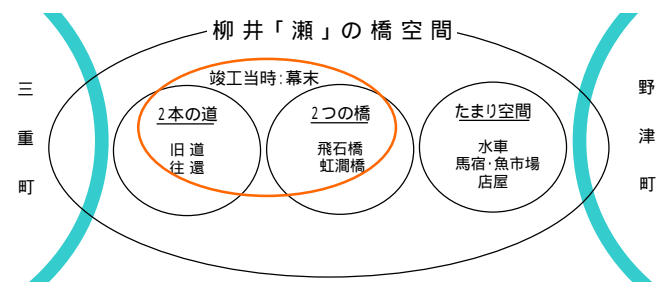 柳井「瀬」の橋空間
竣工当時:幕末
三重町
2本の道
旧道
往還
2つの橋
飛石橋
虹澗橋
たまり空間
水車
馬宿・魚市場
店屋
野津町